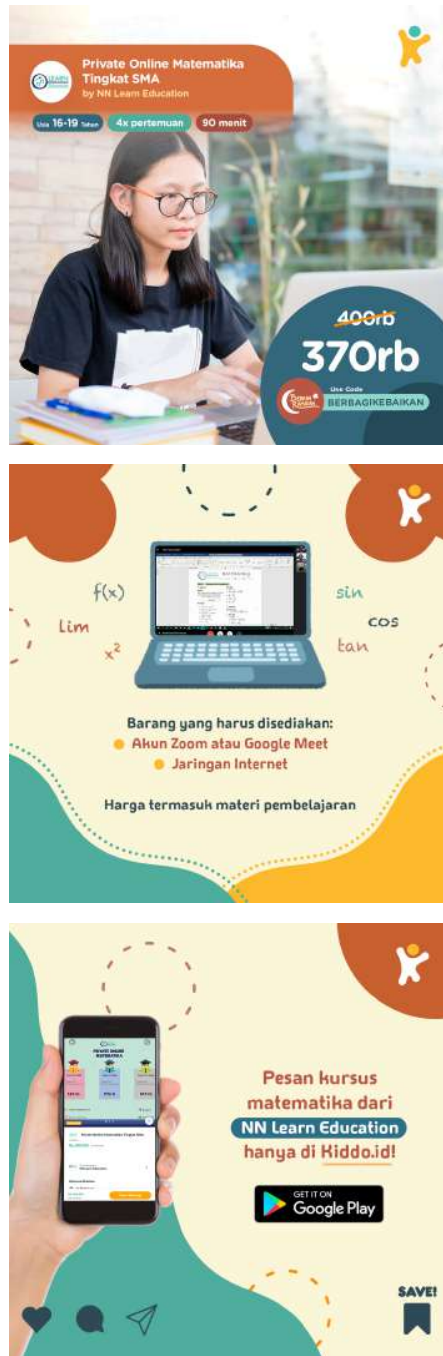 LEARN
Private Online Matematika
Tingkat SMA
by NN Learn Education
Usia 16-19 Tahun
4x pertemuan
90 menit
400rb
370rb
Use Code
BERBAGIKEBAIKAN
f(x)
lim
x²
sin
cos
tan
Barang yang harus disediakan:
Akun Zoom atau Google Meet
Jaringan Internet
Harga termasuk materi pembelajaran
PRIVATE ONLINE
MATEMATIKA
Pesan kursus
matematika dari
NN Learn Education
hanya di Kiddo.id!
GET IT ON
Google Play
SAVE!